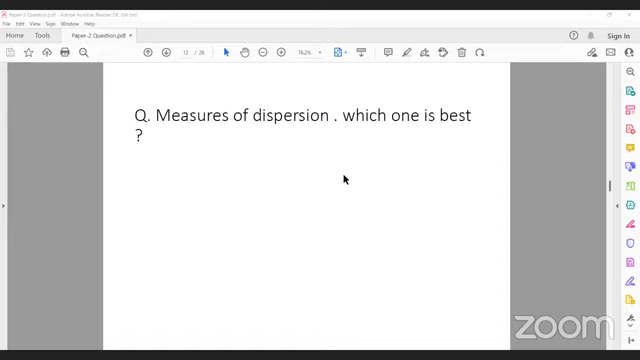 Paper-2 Question.pdf - Adobe Acrobat Reader DC (64-bit)
File Edit View Sign Window Help
Home Tools Paper-2 Question.pdf × Sign In
12 / 26 76.2%
Q. Measures of dispersion . which one is best
?
zoom